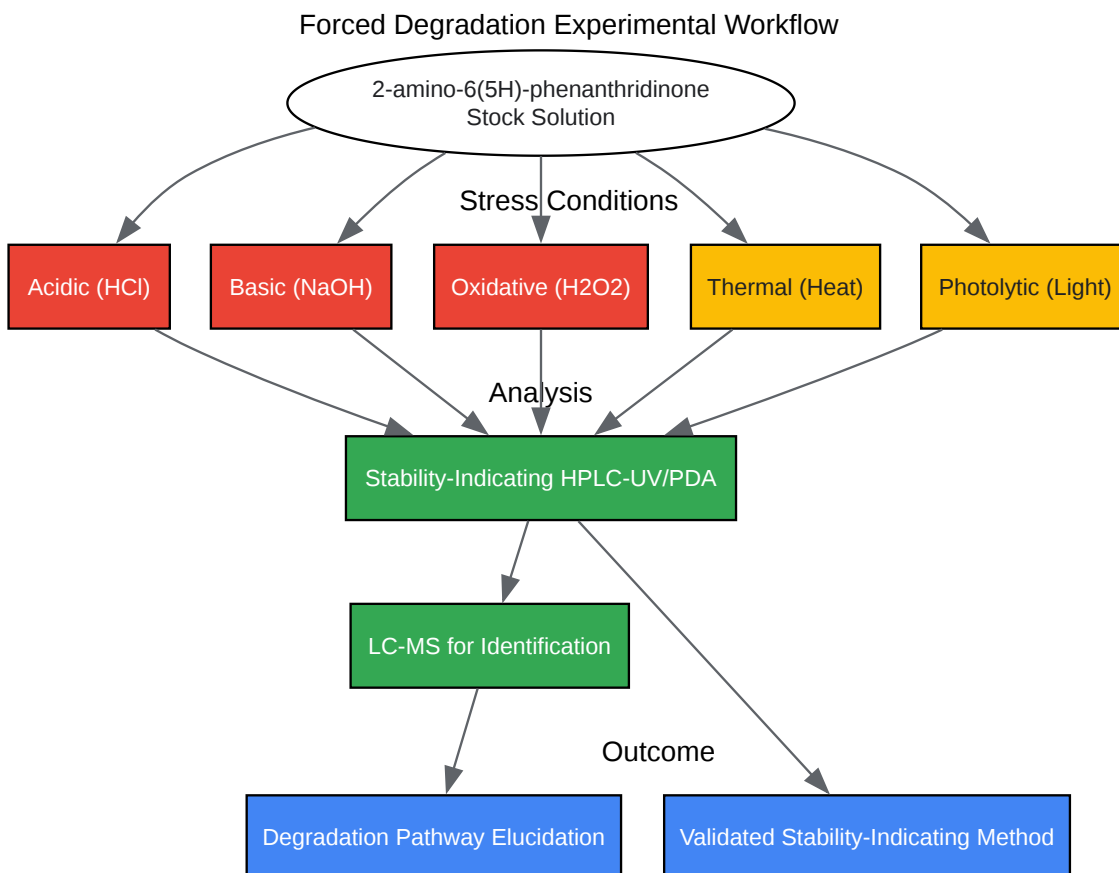 Forced Degradation Experimental Workflow
2-amino-6(5H)-phenanthridinone
Stock Solution
Stress Conditions
Acidic (HCl)
Basic (NaOH)
Oxidative (H2O2)
Thermal (Heat)
Photolytic (Light)
Analysis
Stability-Indicating HPLC-UV/PDA
LC-MS for Identification
Outcome
Degradation Pathway Elucidation
Validated Stability-Indicating Method